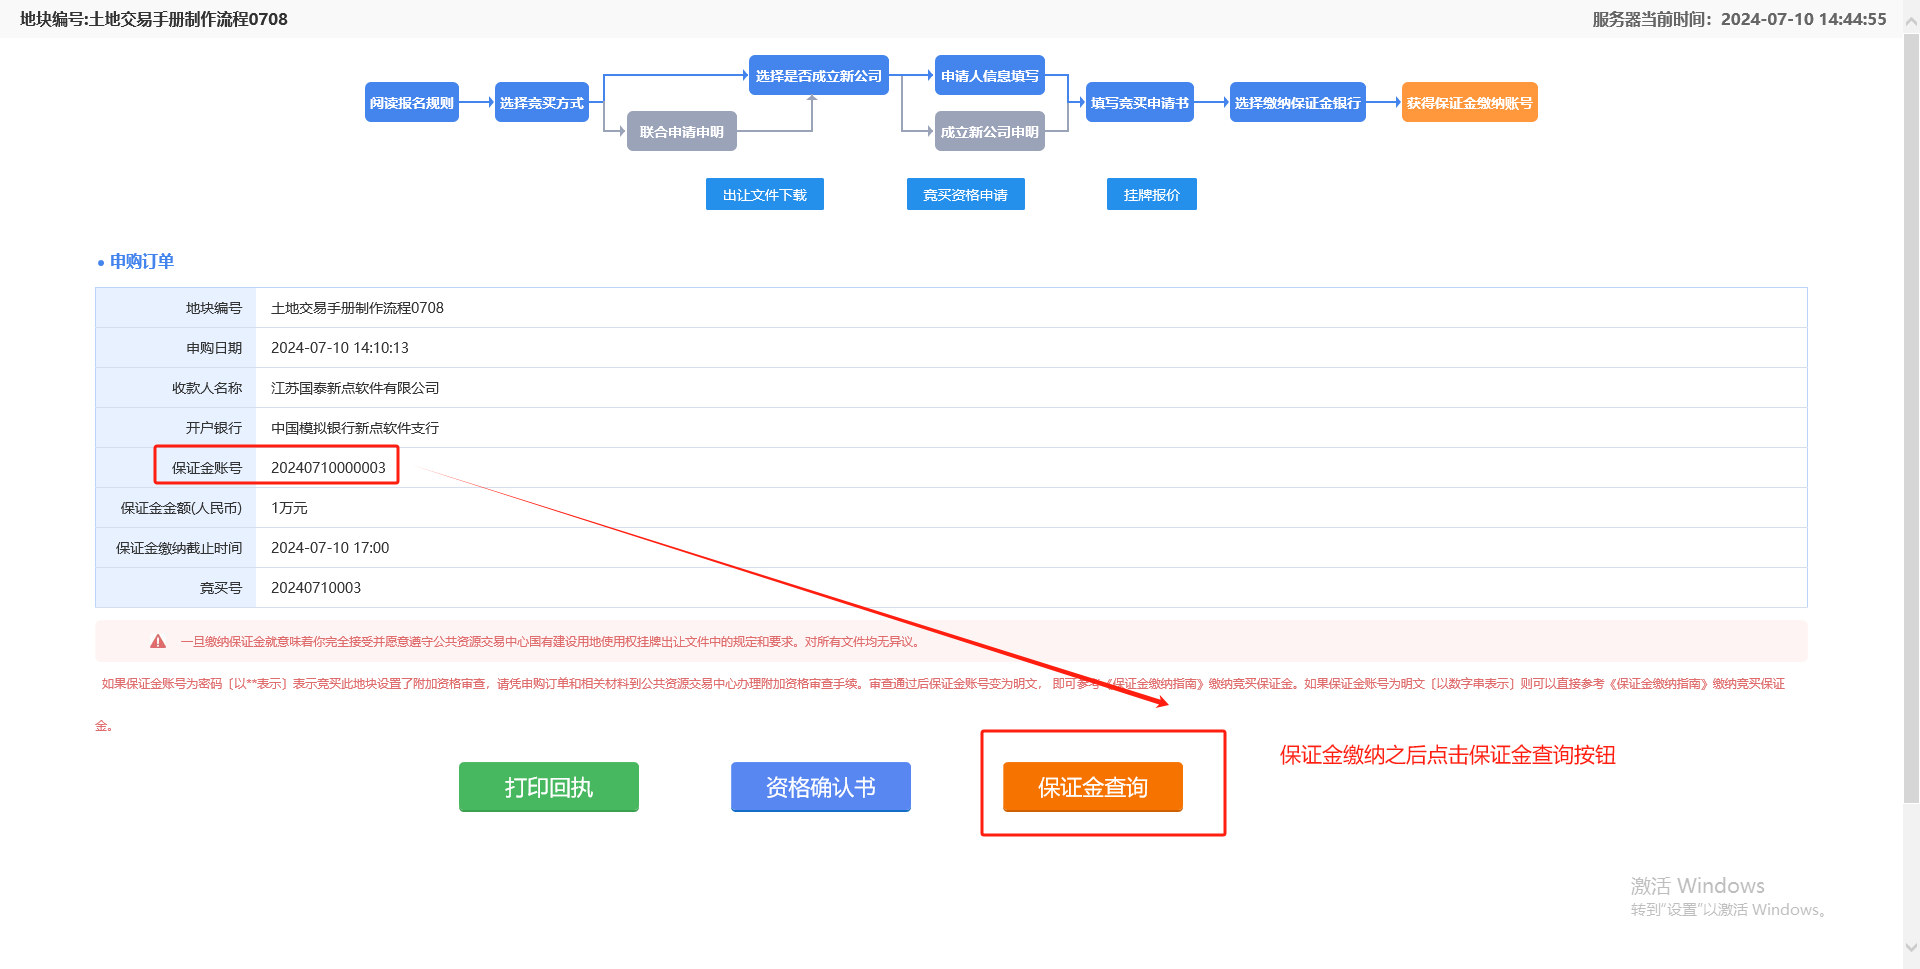 地块编号:土地交易手册制作流程0708
服务器当前时间：2024-07-10 14:44:55
选择是否成立新公司
申请人信息填写
阅读报名规则
选择竞买方式
填写竞买申请书
选择缴纳保证金银行
获得保证金缴纳账号
联合申请申明
成立新公司申明
出让文件下载
竞买资格申请
挂牌报价
申购订单
地块编号 土地交易手册制作流程0708
申购日期 2024-07-10 14:10:13
收款人名称 江苏国泰新点软件有限公司
开户银行 中国模拟银行新点软件支行
保证金账号 20240710000003
保证金金额(人民币) 1万元
保证金缴纳截止时间 2024-07-10 17:00
竞买号 20240710003
一旦缴纳保证金就意味着你完全接受并愿意遵守公共资源交易中心国有建设用地使用权挂牌出让文件中的规定和要求。对所有文件均无异议。
如果保证金账号为密码〔以**表示〕表示竞买此地块设置了附加资格审查，请凭申购订单和相关材料到公共资源交易中心办理附加资格审查手续。审查通过后保证金账号变为明文， 即可参考《保证金缴纳指南》缴纳竞买保证金。如果保证金账号为明文〔以数字串表示〕则可以直接参考《保证金缴纳指南》缴纳竞买保证
金。
保证金缴纳之后点击保证金查询按钮
打印回执
资格确认书
保证金查询
激活 Windows
转到"设置"以激活 Windows。